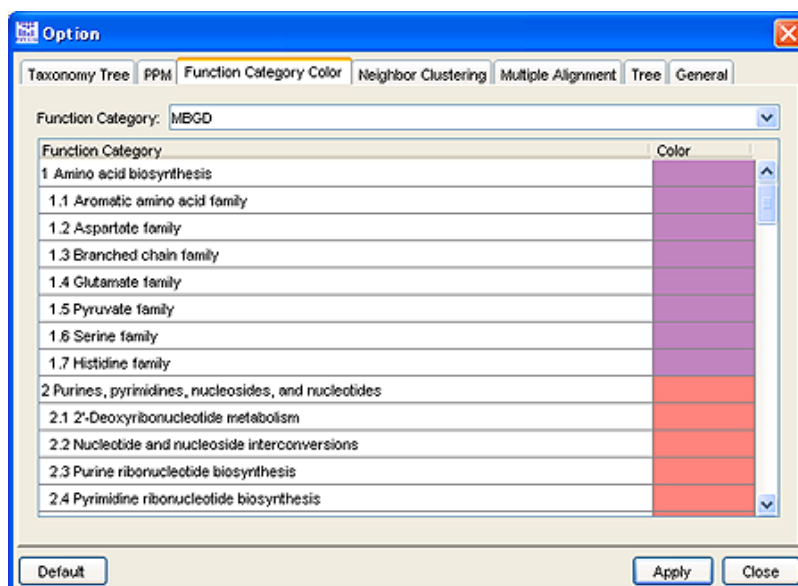 Option
Taxonomy Tree PPM Function Category Color Neighbor Clustering Multiple Alignment Tree General
Function Category: MBGD
Function Category Color
1 Amino acid biosynthesis
1.1 Aromatic amino acid family
1.2 Aspartate family
1.3 Branched chain family
1.4 Glutamate family
1.5 Pyruvate family
1.6 Serine family
1.7 Histidine family
2 Purines, pyrimidines, nucleosides, and nucleotides
2.1 2'-Deoxyribonucleotide metabolism
2.2 Nucleotide and nucleoside interconversions
2.3 Purine ribonucleotide biosynthesis
2.4 Pyrimidine ribonucleotide biosynthesis
Default Apply Close